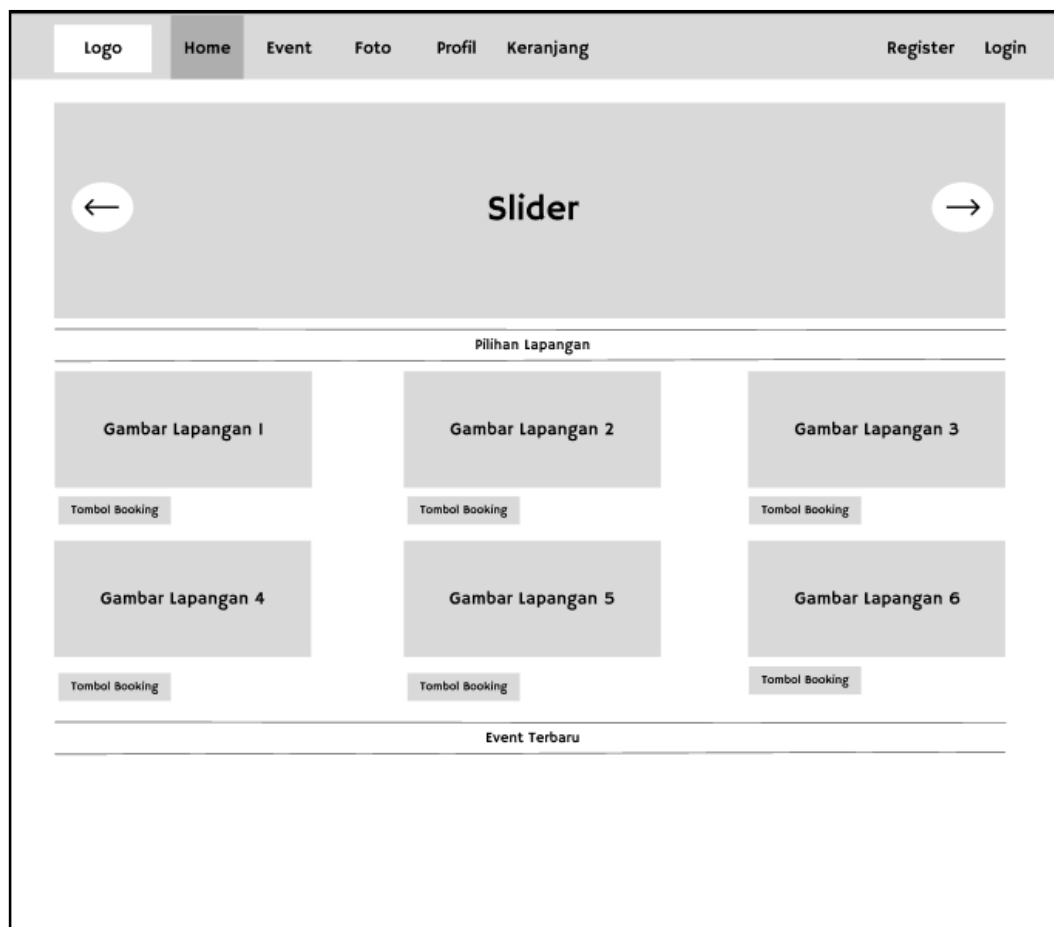 Logo Home Event Foto Profil Keranjang Register Login
Slider
Pilihan Lapangan
Gambar Lapangan 1 Gambar Lapangan 2 Gambar Lapangan 3
Tombol Booking Tombol Booking Tombol Booking
Gambar Lapangan 4 Gambar Lapangan 5 Gambar Lapangan 6
Tombol Booking Tombol Booking Tombol Booking
Event Terbaru